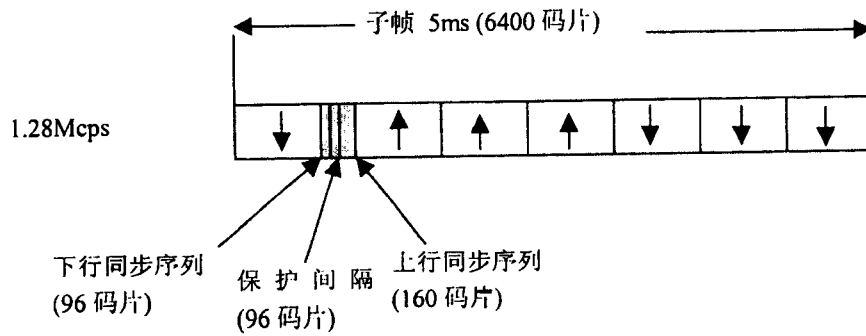 子帧 5ms (6400 码片)
1.28Mcps
下行同步序列
(96 码片)
保护间隔
(96 码片)
上行同步序列
(160 码片)